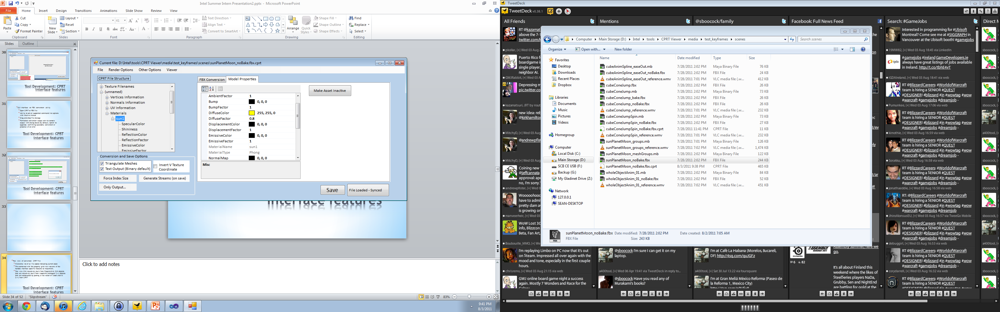 Intel Summer Intern Presentation2.pptx - Microsoft PowerPoint
File Home Insert Design Transitions Animations Slide Show Review View
Paste
Cut
Copy
Format Painter
Clipboard
New Slide
Layout
Reset
Section
Slides
41
Font
Paragraph
Text Direction
Align Text
Convert to SmartArt
Arrange
Quick Styles
Shape Fill
Shape Outline
Shape Effects
Drawing
Find
Replace
Select
Editing
Slides Outline
30
Tool Development: CPRT
interface features
31
Open CPRT or FBX file
Tool Development: CPRT
interface features
32
Tool Development: CPRT
interface features
33
34
Tool Development: CPRT
interface features
Current file: D:\Intel\tools\CPRT Viewer\media\test_keyframes\scenes\sunPlanetMoon_noBake.fbx.cprt
File Render Options Other Options Viewer
CPRT File Structure
Texture Filenames
(unnamed)
Vertices Information
Normals Information
UV Information
Materials
sun1
SpecularColor
Shininess
ReflectionColor
ReflectionFactor
EmissiveColor
EmissiveFactor
Conversion and Save Options
Triangulate Meshes
Text Output (Binary default)
Invert V Texture
Coordinate
Force Index Size
Generate Streams (on save)
Only Output...
FBX Conversion Model Properties
AmbientFactor 1
Bump 0, 0, 0
BumpFactor 1
DiffuseColor 255, 255, 0
DiffuseFactor 0.8
DisplacementColor 0, 0, 0
DisplacementFactor 1
EmissiveColor 0, 0, 0
EmissiveFactor 1
MaterialName sun1
MaterialType Phong
NormalMap 0, 0, 0
Misc
Make Asset Inactive
Save
File Loaded - Synced
interface features
Click to add notes
Slide 34 of 52 "Slipstream" 83%
9:41 PM
8/3/2011
TweetDeck
TweetDeck v0.38.1
All Friends
Mentions
@sboocock/family
Facebook: Full News Feed
Search: #GameJobs
Direct M
RT @kazamat
above the 7-1
twitter.com/k
pkollar, [+] Wed 03 Aug 2
Puerto Rico f
boardgame in
single player.
neighbor AI.
GWJRabbit, [+] Wed 03 A
Depressing m
pic.twitter.co
kazamatsuri, (RT by nsut
new idea: reb
@kirkhamilto
MitchyD, [+] Wed 03 Aug
@andrewpfis
MitchyD, [+] Wed 03 Aug
Coining new
@jeffcannata
approval: apo
no, I'm sorry."
andrewpfister, [+] Wed 03
Wooooohooo
have to admi
pretty dam aw
is growing on
manveerheir, [+] Wed 03
WoW Lost 30
info, Blizzcon
Beta, Fan Art,
Boubouille_MMO, [+] Wed
I'm replaying Limbo on PC now that it's out
on Steam. Impressed all over again with the
mood and tone, especially in the first couple
hours.
chrisremo, [+] Wed 03 Aug 21:15 via web
GWJ online board game night a success
again. Mostly 7 Wonders and Race for the
Computer Main Storage (D:) Intel tools CPRT Viewer media test_keyframes scenes
Search scenes
Organize Open with... New folder
Favorites
Desktop
Downloads
Recent Places
Dropbox
Libraries
Documents
Music
Pictures
Videos
Homegroup
Computer
Local Disk (C:)
Main Storage (D:)
SCII CE USB (F:)
Backup (G:)
My Gladinet Drive (Z:)
Network
127.0.0.1
SEAN-DESKTOP
Name Date modified Type Size
cubeAnimSpline_easeOut.mb 7/28/2011 2:02 PM Maya Binary File 76 KB
cubeAnimSpline_easeOut_noBake.fbx 7/28/2011 2:02 PM FBX File 24 KB
cubeAnimSpline_easeOut_reference.wmv 7/28/2011 7:01 PM VLC media file (.w... 412 KB
cubeConeJump.fbx 7/28/2011 2:02 PM FBX File 26 KB
cubeConeJump.mb 7/28/2011 2:02 PM Maya Binary File 73 KB
cubeConeJump_bake.fbx 7/28/2011 2:02 PM FBX File 26 KB
cubeConeJump_noBake.fbx 7/28/2011 2:02 PM FBX File 26 KB
cubeConeJump_reference.wmv 7/28/2011 7:01 PM VLC media file (.w... 232 KB
cubeConeJumpSpin.mb 7/28/2011 2:02 PM Maya Binary File 73 KB
cubeConeJumpSpin_noBake.fbx 7/28/2011 2:02 PM FBX File 27 KB
cubeConeJumpSpin_noBake.fbx.cprt 7/28/2011 11:41 PM CPRT File 11 KB
cubeConeJumpSpin_reference.wmv 7/28/2011 7:01 PM VLC media file (.w... 232 KB
sunPlanetMoon_groups.mb 7/28/2011 7:01 PM Maya Binary File 126 KB
sunPlanetMoon_groups_reference.wmv 7/28/2011 7:02 PM VLC media file (.w... 1,474 KB
sunPlanetMoon_meshGroups.mb 7/28/2011 2:02 PM Maya Binary File 122 KB
sunPlanetMoon_noBake.fbx 7/28/2011 2:02 PM FBX File 244 KB
sunPlanetMoon_noBake.fbx.cprt 8/3/2011 9:38 PM CPRT File 465 KB
wholeObjectAnim_01.mb 7/28/2011 2:02 PM Maya Binary File 84 KB
wholeObjectAnim_01_noBake.fbx 7/28/2011 2:02 PM FBX File 52 KB
wholeObjectAnim_01_reference.wmv 7/28/2011 7:02 PM VLC media file (.w... 451 KB
sunPlanetMoon_noBake.fbx Date modified: 7/28/2011 2:02 PM Date created: 8/2/2011 7:05 AM
FBX File Size: 243 KB
@sboocock I'm sure I can get it on my
laptop.
a400tool, [+] Wed 06 Apr 19:41 via TweetDeck in reply to...
@sboocock Have you read any of
Murakami's books?
I'm at Café La Habana (Morelos, Bucareli,
DF) http://4sq.com/quJGFz
a400tool, [+] Sat 30 Jul 13:22 via foursquare
I'm at Gran Meliá México Reforma (Paseo de
la Reforma 1, Mexico City)
Assembly Summer, here we
go.
6 82
It's all about Finland this
weekend where the likes of
SteelSeries players NaDa,
Grubby, Sen and NightEnd
are battling for gold at the
Interested in programming for #Ubisoft
Montreal? Come see me at #SIGGRAPH in
Vancouver at the Ubisoft booth! #gamejobs
19MW82, [+] Wed 03 Aug 18:45 via LinkedIn
#gamejobs #ireland GameDevelopers.ie
always have great listings of jobs available
in Ireland. http://t.co/tbhE4vT
IGDAIreland, [+] Wed 03 Aug 18:41 via web
RT @BlizzardCareers: #WorldofWarcraft
team is hiring a SENIOR #QUEST
#DESIGNER! #blizzard #in #wowtag #wow
#warcraft #gamejobs #dreamjob -
Pumunkee, [+] Wed 03 Aug 17:06 via web
RT @BlizzardCareers: #WorldofWarcraft
team is hiring a SENIOR #QUEST
#DESIGNER! #blizzard #in #wowtag #wow
#warcraft #gamejobs #dreamjob -
kimothie, [+] Wed 03 Aug 16:59 via web
RT @BlizzardCareers: #WorldofWarcraft
team is hiring a SENIOR #QUEST
#DESIGNER! #blizzard #in #wowtag #wow
#warcraft #gamejobs #dreamjob -
Sorakku, [+] Wed 03 Aug 16:58 via web
RT @BlizzardCareers: #WorldofWarcraft
team is hiring a SENIOR #QUEST
#DESIGNER! #blizzard #in #wowtag #wow
#warcraft #gamejobs #dreamjob -
jonathaeddie, [+] Wed 03 Aug 16:58 via web
RT: @BlizzardCareers #WorldofWarcraft
team is hiring a SENIOR #QUEST
#DESIGNER! #blizzard #in #wowtag #wow
#warcraft #gamejobs #dreamjob
JhiroAlonsusEU, [+] Wed 03 Aug 16:57 via TweeGo Mobile
RT @BlizzardCareers: #WorldofWarcraft
team is hiring a SENIOR #QUEST
#DESIGNER! #blizzard #in #wowtag #wow
#warcraft #gamejobs #dreamjob -
debuggirl, [+] Wed 03 Aug 16:53 via web
RT @BlizzardCareers: #WorldofWarcraft
team is hiring a SENIOR #QUEST
#DESIGNER! #blizzard #in #wowtag #wow
#warcraft #gamejobs #dreamjob -
corydarrell, [+] Wed 03 Aug 16:32 via web
RT @BlizzardCareers: #WorldofWarcraft
team is hiring a SENIOR #QUEST
#DESIGNER! #blizzard #in #wowtag #wow
#warcraft #gamejobs #dreamjob -